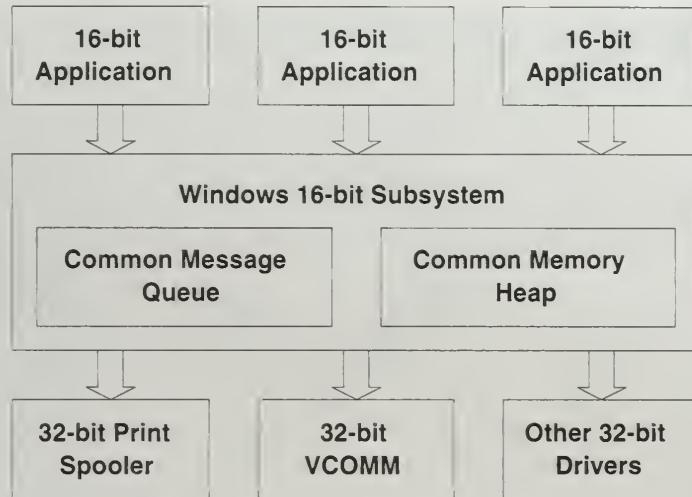 16-bit
Application
16-bit
Application
16-bit
Application
Windows 16-bit Subsystem
Common Message
Queue
Common Memory
Heap
32-bit Print
Spooler
32-bit
VCOMM
Other 32-bit
Drivers